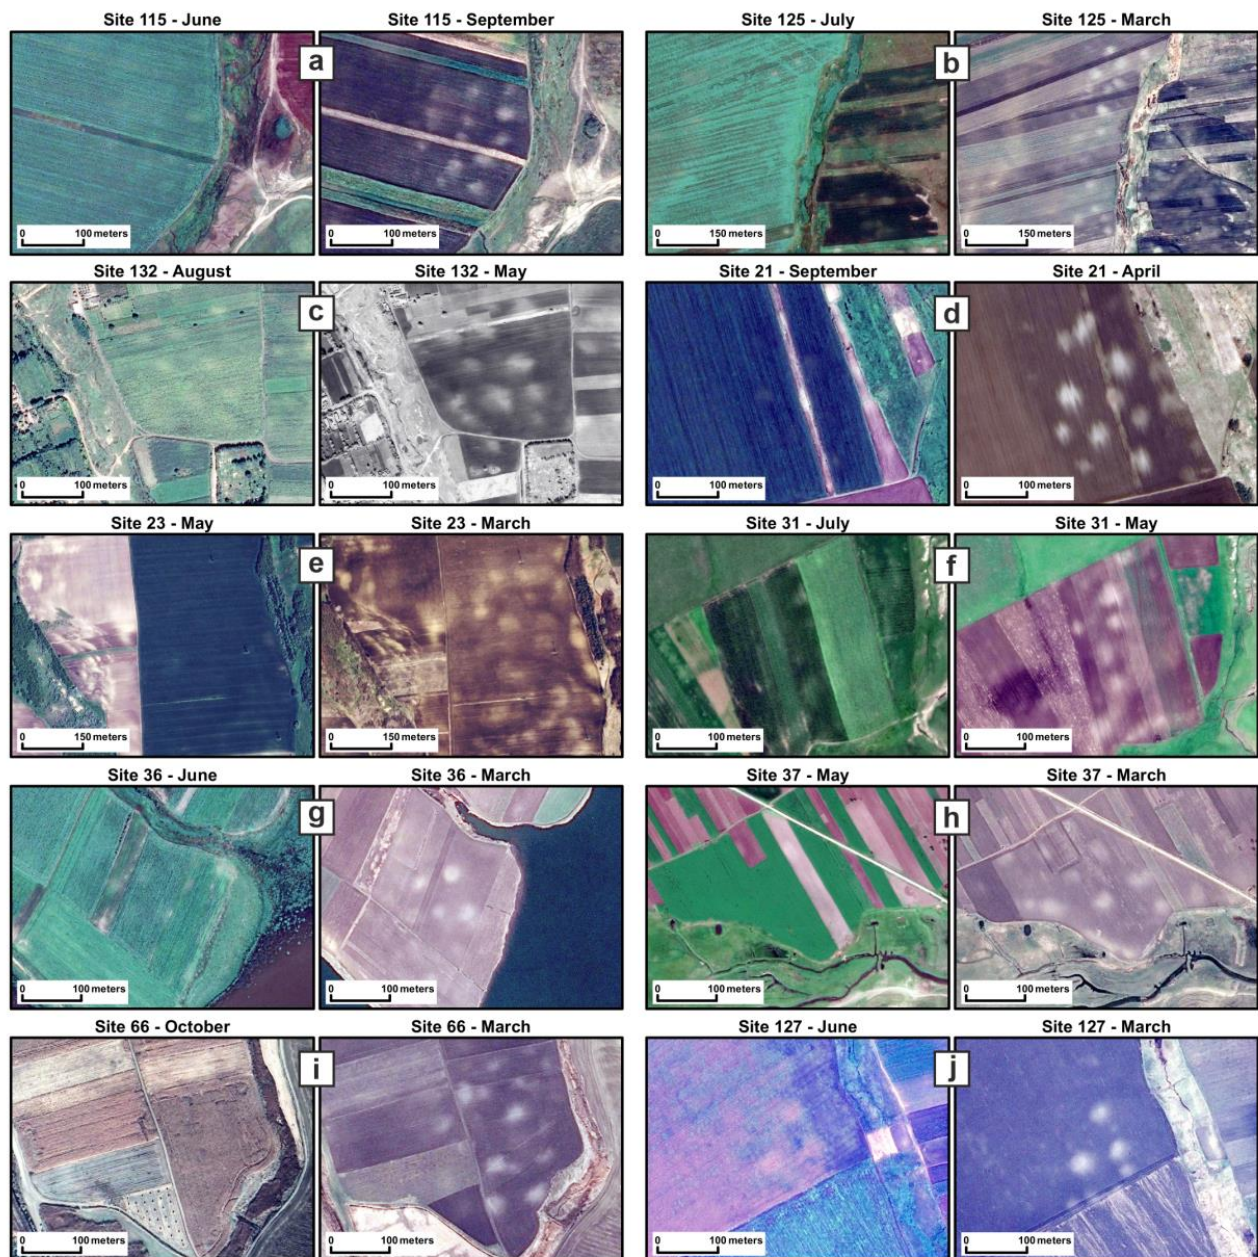 Site 115 - June
Site 115 - September
Site 125 - July
Site 125 - March
a
b
0 100 meters
0 100 meters
0 150 meters
0 150 meters
Site 132 - August
Site 132 - May
Site 21 - September
Site 21 - April
c
d
0 100 meters
0 100 meters
0 100 meters
0 100 meters
Site 23 - May
Site 23 - March
Site 31 - July
Site 31 - May
e
f
0 150 meters
0 150 meters
0 100 meters
0 100 meters
Site 36 - June
Site 36 - March
Site 37 - May
Site 37 - March
g
h
0 100 meters
0 100 meters
0 100 meters
0 100 meters
Site 66 - October
Site 66 - March
Site 127 - June
Site 127 - March
i
j
0 100 meters
0 100 meters
0 100 meters
0 100 meters